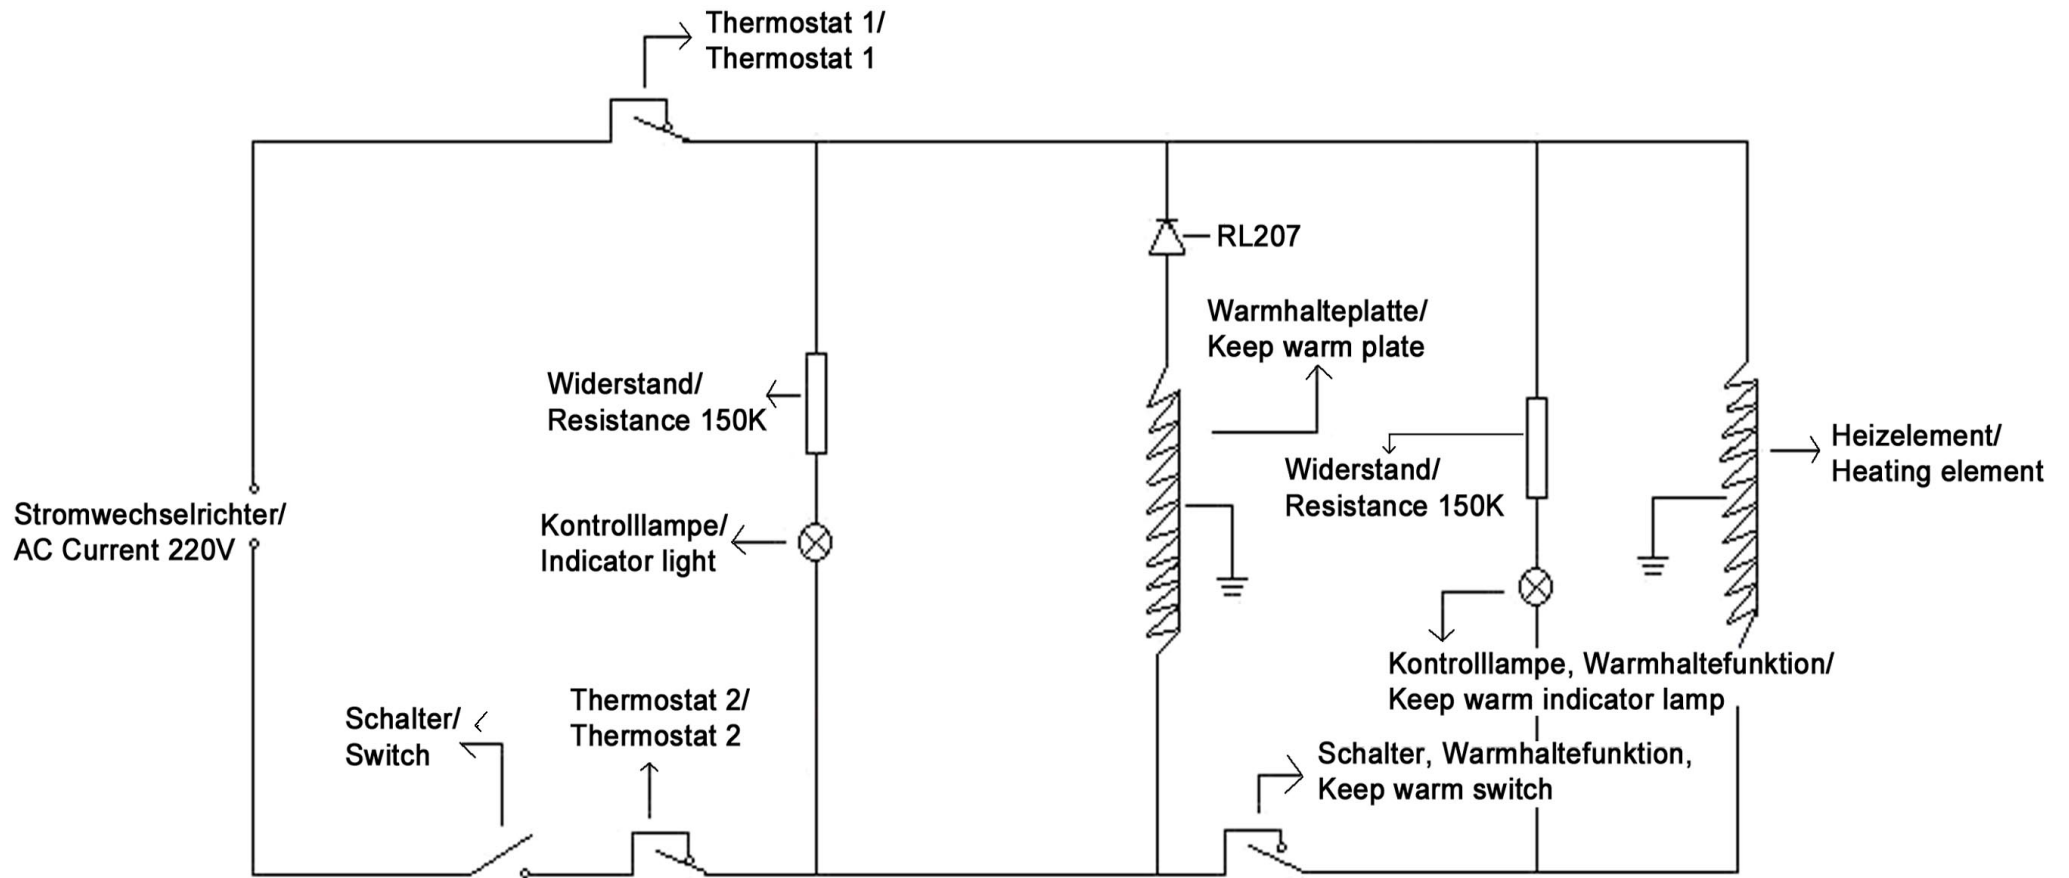 Thermostat 1/
Thermostat 1
RL207
Warmhalteplatte/
Keep warm plate
Widerstand/
Resistance 150K
Heizelement/
Heating element
Widerstand/
Resistance 150K
Stromwechselrichter/
AC Current 220V
Kontrolllampe/
Indicator light
Kontrolllampe, Warmhaltefunktion/
Keep warm indicator lamp
Thermostat 2/
Thermostat 2
Schalter/
Switch
Schalter, Warmhaltefunktion,
Keep warm switch